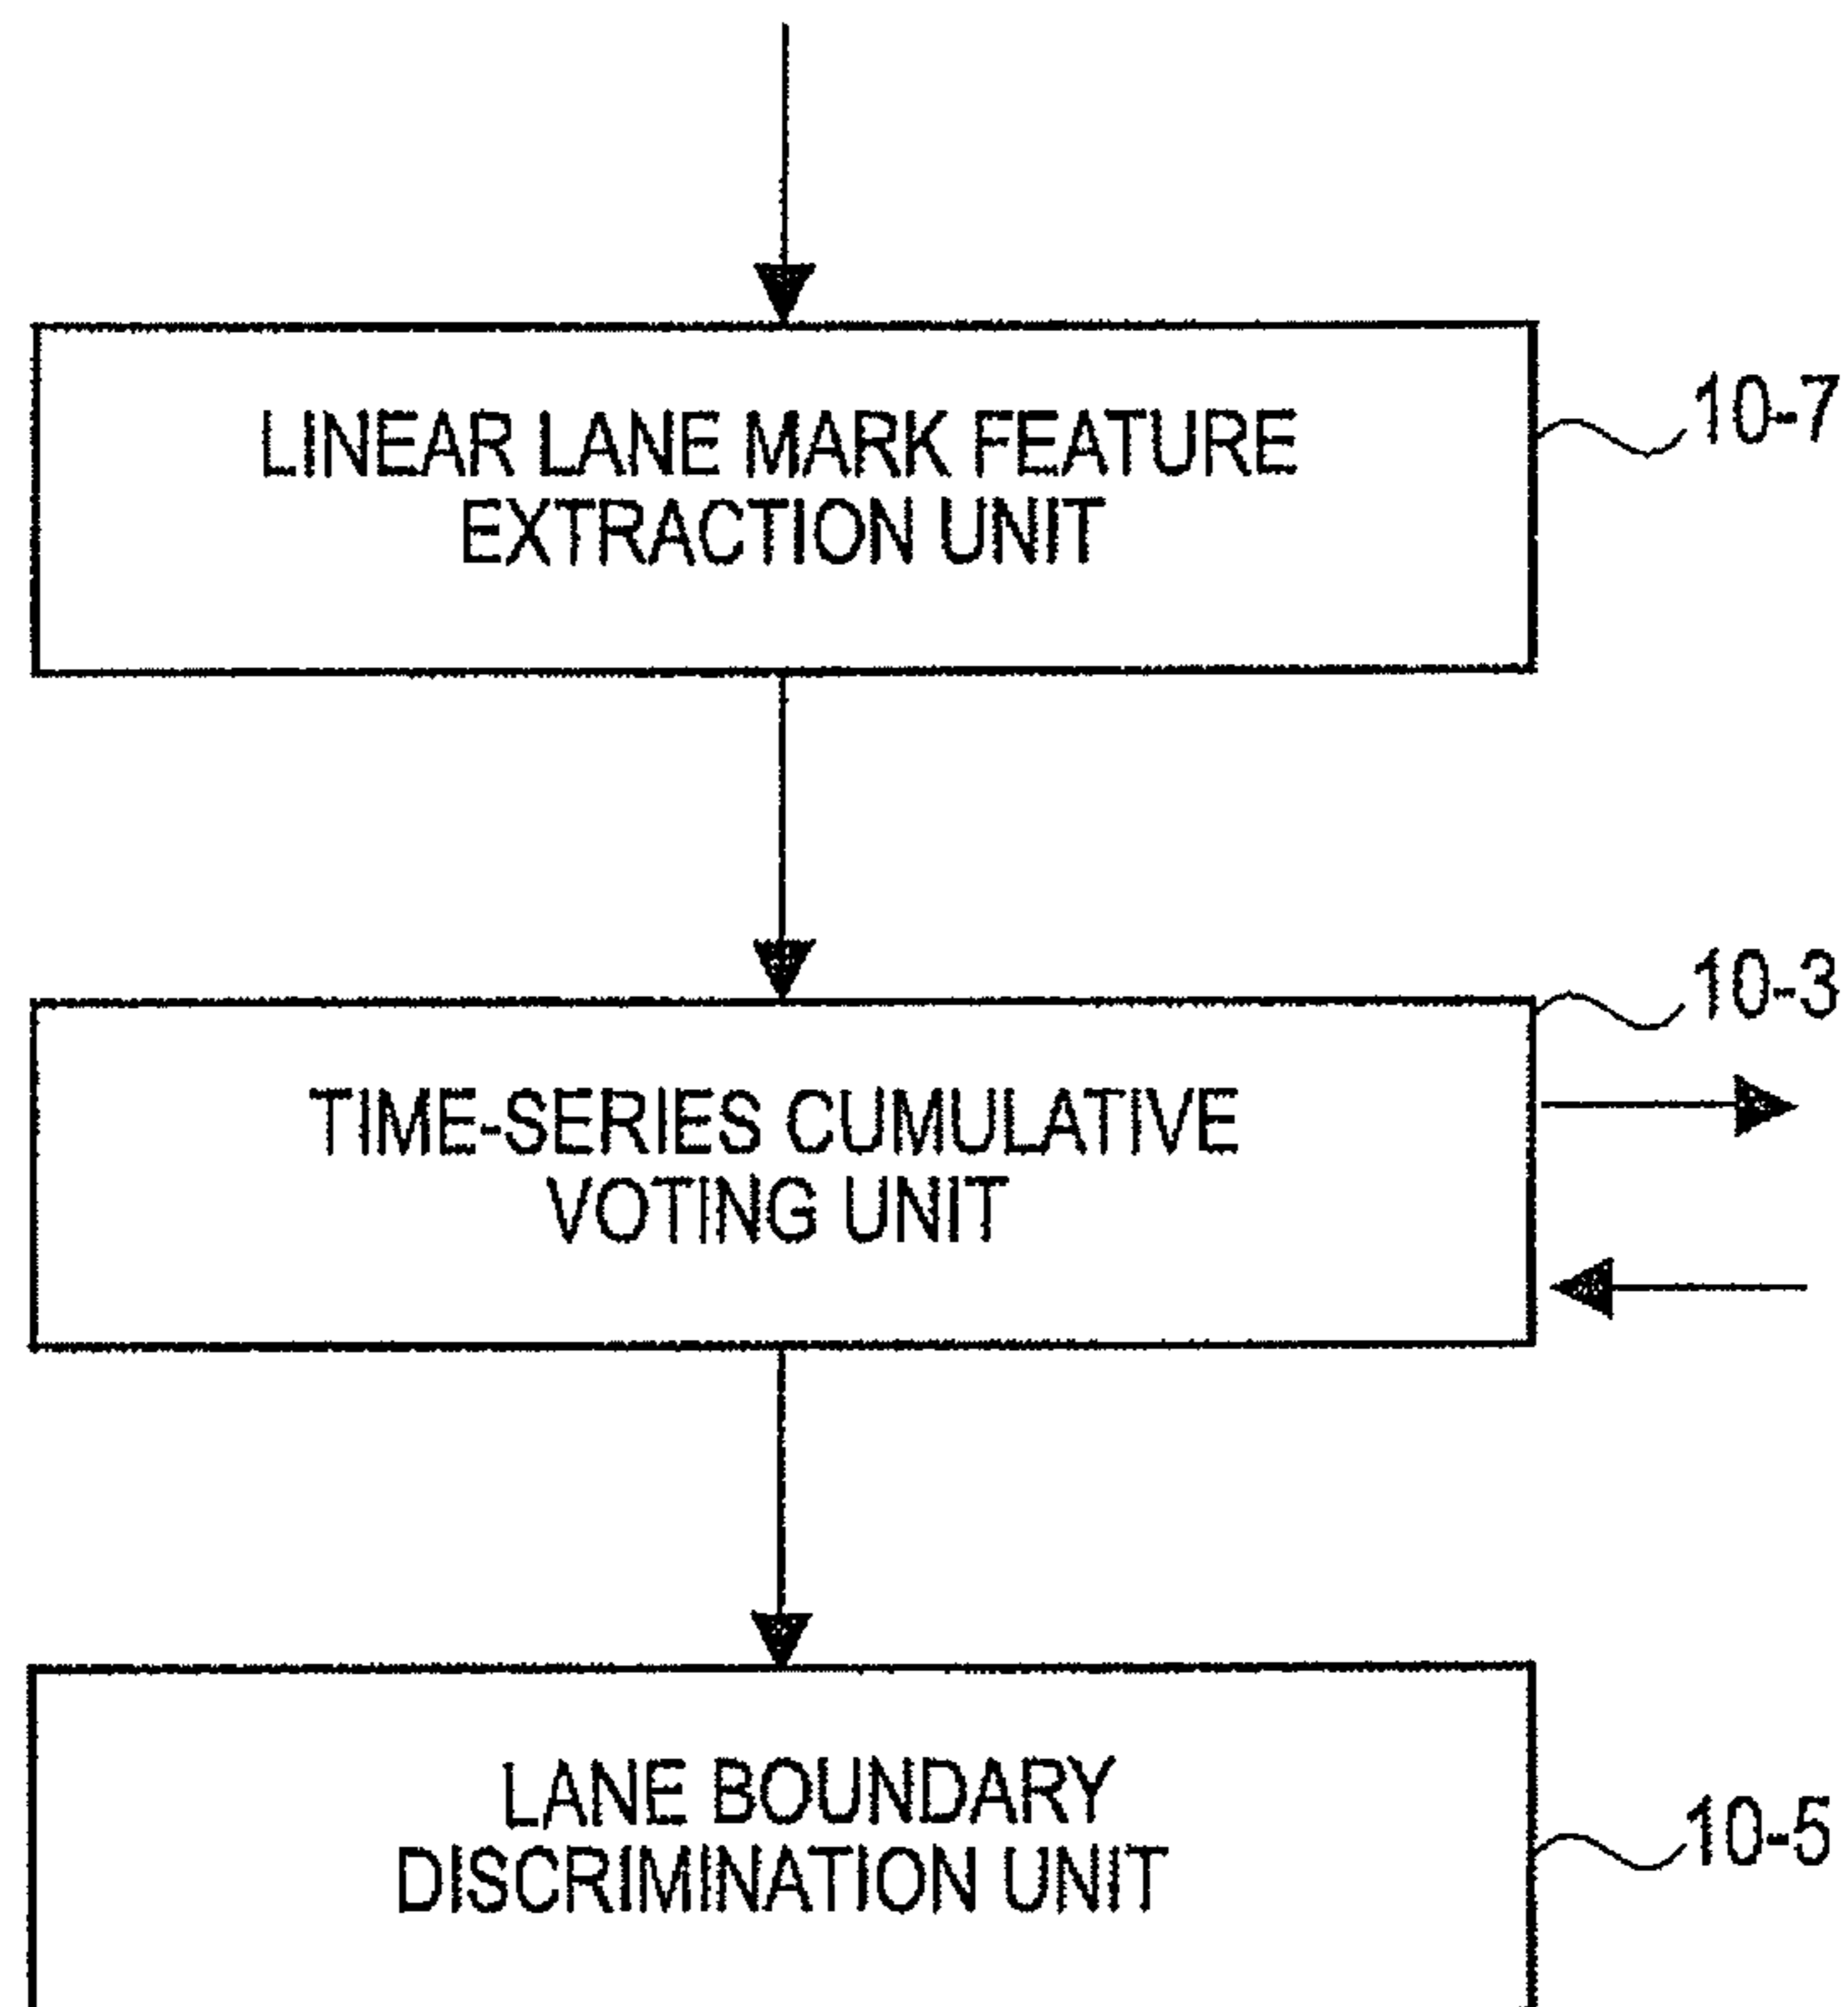 LINEAR LANE MARK FEATURE
EXTRACTION UNIT
10-7
TIME-SERIES CUMULATIVE
VOTING UNIT
10-3
LANE BOUNDARY
DISCRIMINATION UNIT
10-5